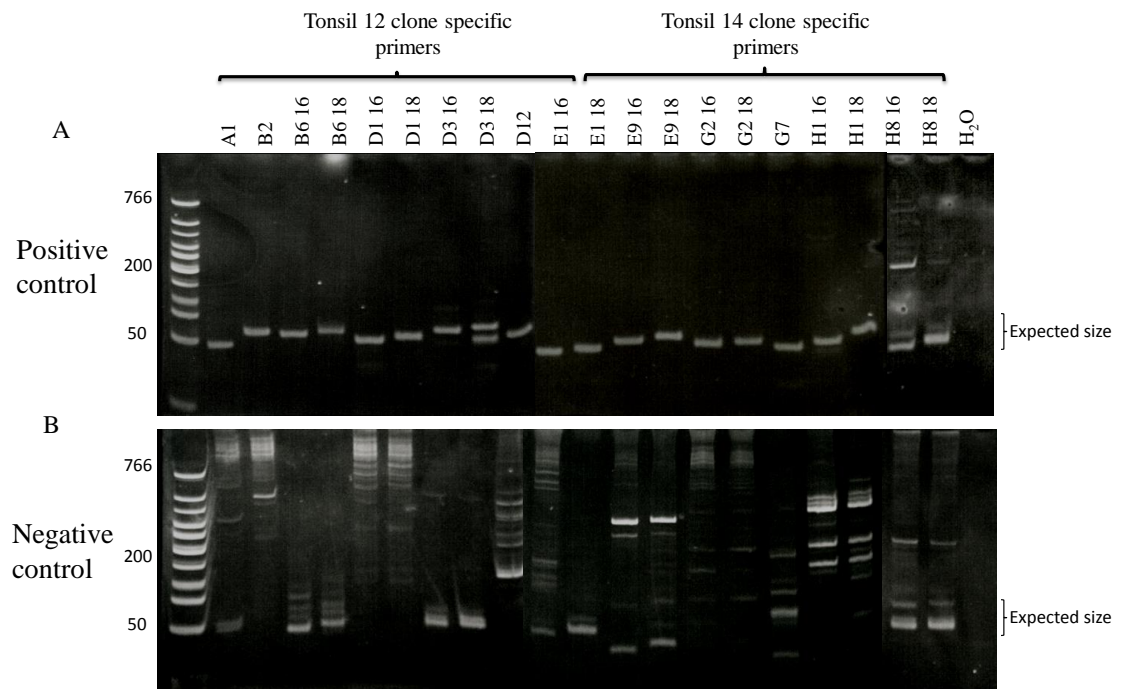 Tonsil 12 clone specific
primers
Tonsil 14 clone specific
primers
A
A1
B2
B6 16
B6 18
D1 16
D1 18
D3 16
D3 18
D12
E1 16
E1 18
E9 16
E9 18
G2 16
G2 18
G7
H1 16
H1 18
H8 16
H8 18
H₂O
766
Positive
control
200
50
Expected size
B
766
Negative
control
200
50
Expected size